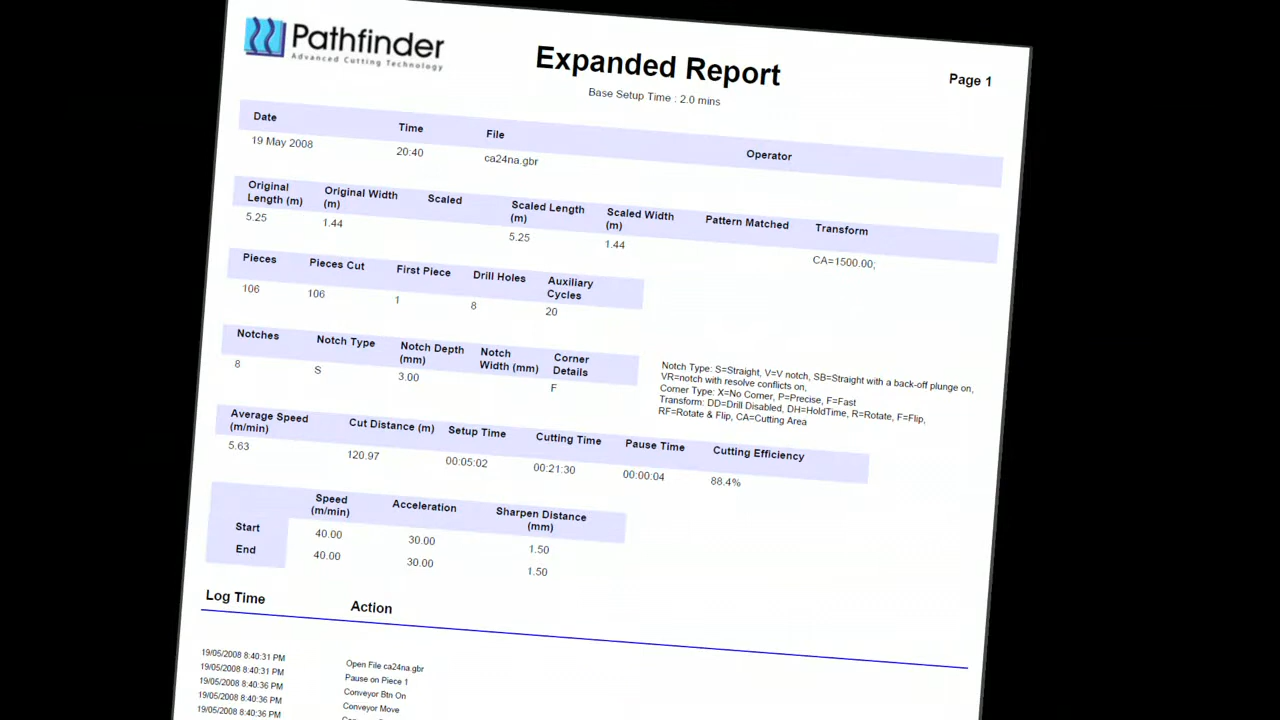 Pathfinder
Advanced Cutting Technology
Expanded Report
Page 1
Base Setup Time : 2.0 mins
Date Time File Operator
19 May 2008 20:40 ca24na.gbr
Original Length (m) Original Width (m) Scaled Scaled Length (m) Scaled Width (m) Pattern Matched Transform
5.25 1.44 5.25 1.44 CA=1500.00;
Pieces Pieces Cut First Piece Drill Holes Auxiliary Cycles
106 106 1 8 20
Notches Notch Type Notch Depth (mm) Notch Width (mm) Corner Details
8 S 3.00 F
Notch Type: S=Straight, V=V notch, SB=Straight with a back-off plunge on,
VR=notch with resolve conflicts on,
Corner Type: X=No Corner, P=Precise, F=Fast
Transform: DD=Drill Disabled, DH=HoldTime, R=Rotate, F=Flip,
RF=Rotate & Flip, CA=Cutting Area
Average Speed (m/min) Cut Distance (m) Setup Time Cutting Time Pause Time Cutting Efficiency
5.63 120.97 00:05:02 00:21:30 00:00:04 88.4%
Speed (m/min) Acceleration Sharpen Distance (mm)
Start 40.00 30.00 1.50
End 40.00 30.00 1.50
Log Time Action
19/05/2008 8:40:31 PM Open File ca24na.gbr
19/05/2008 8:40:31 PM Pause on Piece 1
19/05/2008 8:40:36 PM Conveyor Btn On
19/05/2008 8:40:36 PM Conveyor Move
19/05/2008 8:40:36 PM